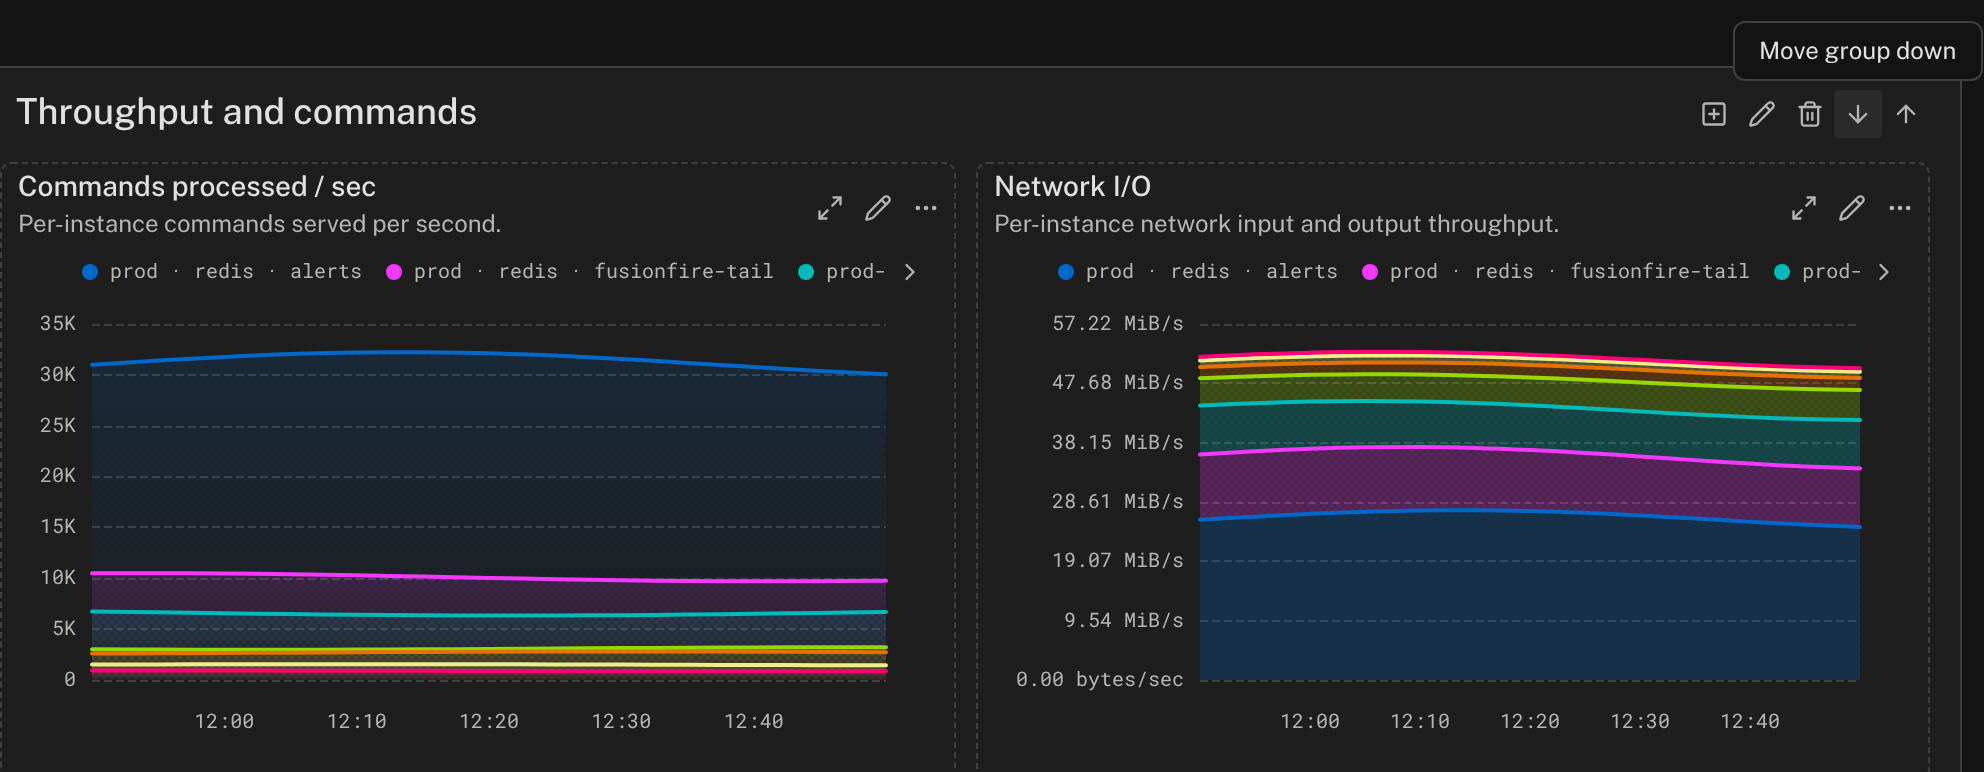 Move group down
Throughput and commands
Commands processed / sec
Per-instance commands served per second.
prod · redis · alerts prod · redis · fusionfire-tail prod-
35K
30K
25K
20K
15K
10K
5K
0
12:00 12:10 12:20 12:30 12:40
Network I/O
Per-instance network input and output throughput.
prod · redis · alerts prod · redis · fusionfire-tail prod-
57.22 MiB/s
47.68 MiB/s
38.15 MiB/s
28.61 MiB/s
19.07 MiB/s
9.54 MiB/s
0.00 bytes/sec
12:00 12:10 12:20 12:30 12:40